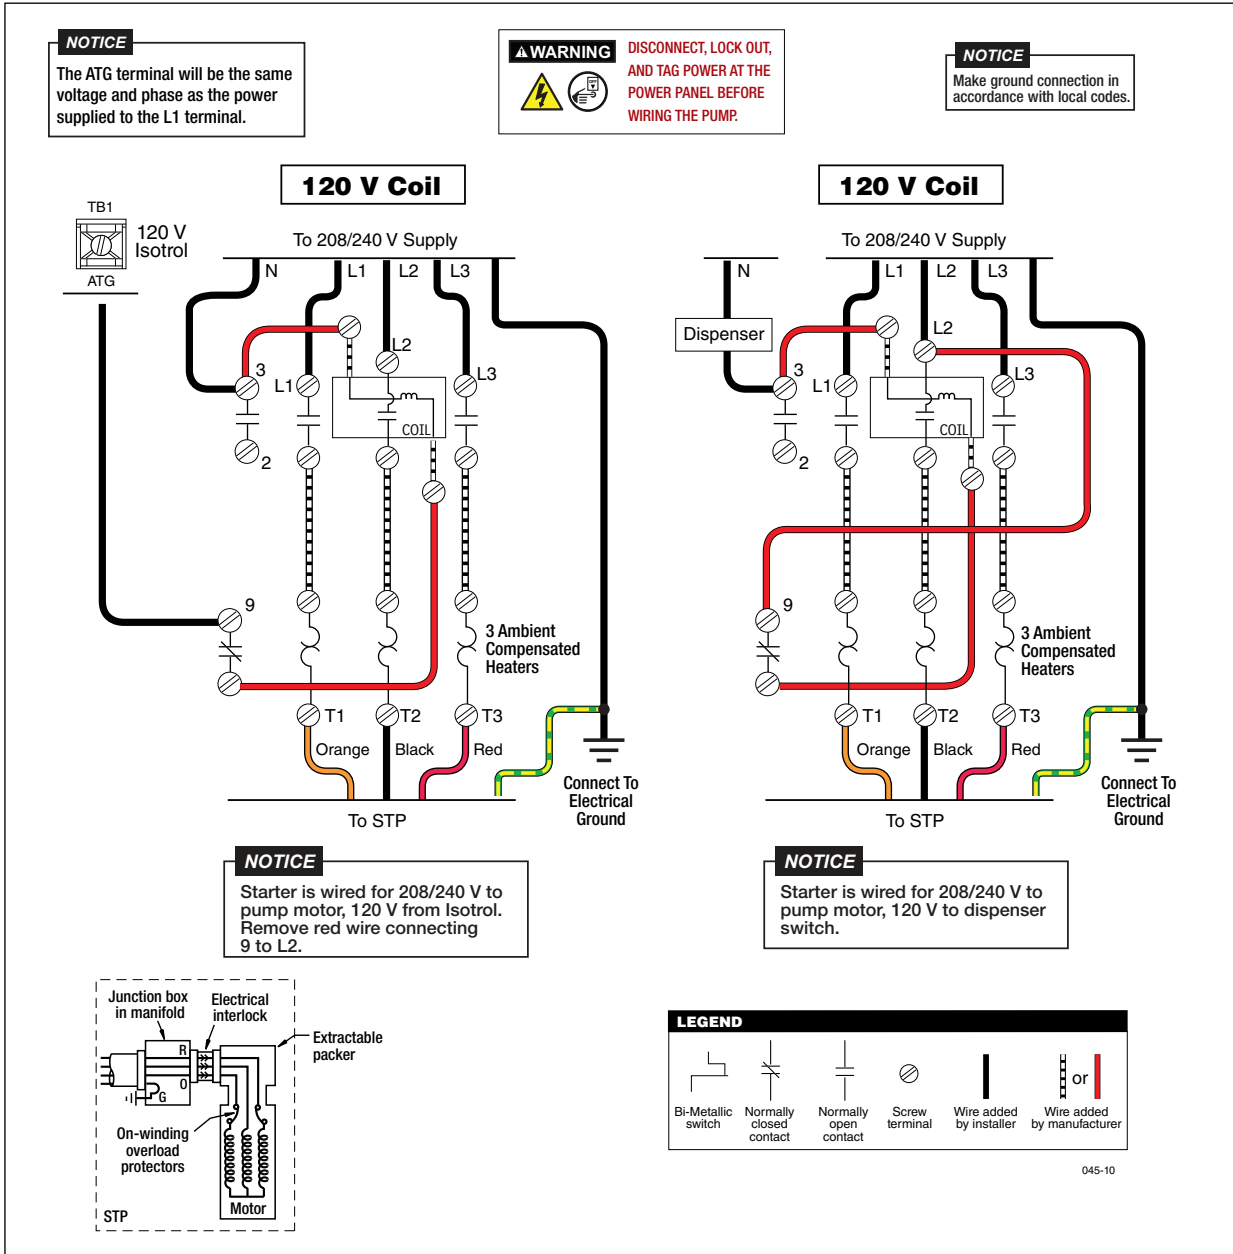 NOTICE
The ATG terminal will be the same
voltage and phase as the power
supplied to the L1 terminal.
WARNING
DISCONNECT, LOCK OUT,
AND TAG POWER AT THE
POWER PANEL BEFORE
WIRING THE PUMP.
OFF
NOTICE
Make ground connection in
accordance with local codes.
120 V Coil
TB1
120 V
Isotrol
ATG
To 208/240 V Supply
N
L1
L2
L3
L2
3
L1
L3
COIL
2
9
3 Ambient
Compensated
Heaters
T1
T2
T3
Orange
Black
Red
To STP
Connect To
Electrical
Ground
NOTICE
Starter is wired for 208/240 V to
pump motor, 120 V from Isotrol.
Remove red wire connecting
9 to L2.
120 V Coil
To 208/240 V Supply
N
L1
L2
L3
Dispenser
L2
3
L1
L3
COIL
2
9
3 Ambient
Compensated
Heaters
T1
T2
T3
Orange
Black
Red
To STP
Connect To
Electrical
Ground
NOTICE
Starter is wired for 208/240 V to
pump motor, 120 V to dispenser
switch.
Junction box
in manifold
Electrical
interlock
Extractable
packer
R
O
G
On-winding
overload
protectors
Motor
STP
LEGEND
or
Bi-Metallic
switch
Normally
closed
contact
Normally
open
contact
Screw
terminal
Wire added
by installer
Wire added
by manufacturer
045-10